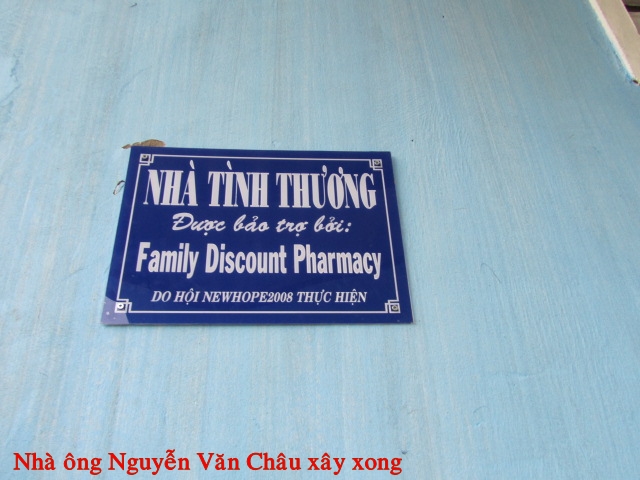 NHÀ TÌNH THƯƠNG
Được bảo trợ bởi:
Family Discount Pharmacy
DO HỘI NEWHOPE2008 THỰC HIỆN
Nhà ông Nguyễn Văn Châu xây xong